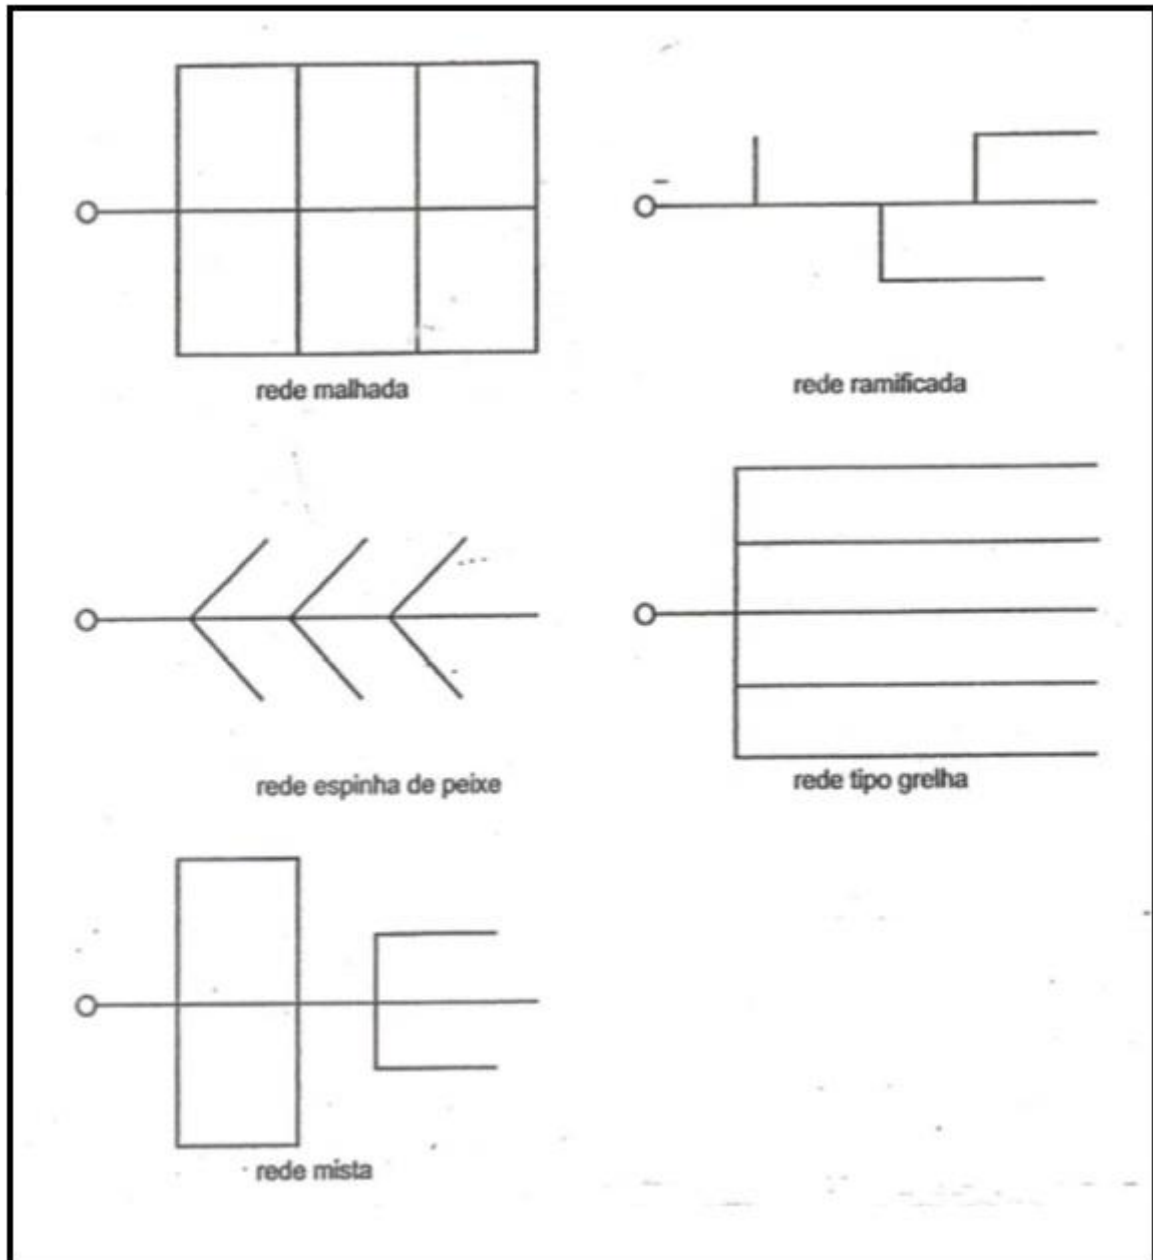 rede malhada
rede ramificada
rede espinha de peixe
rede tipo grelha
rede mista